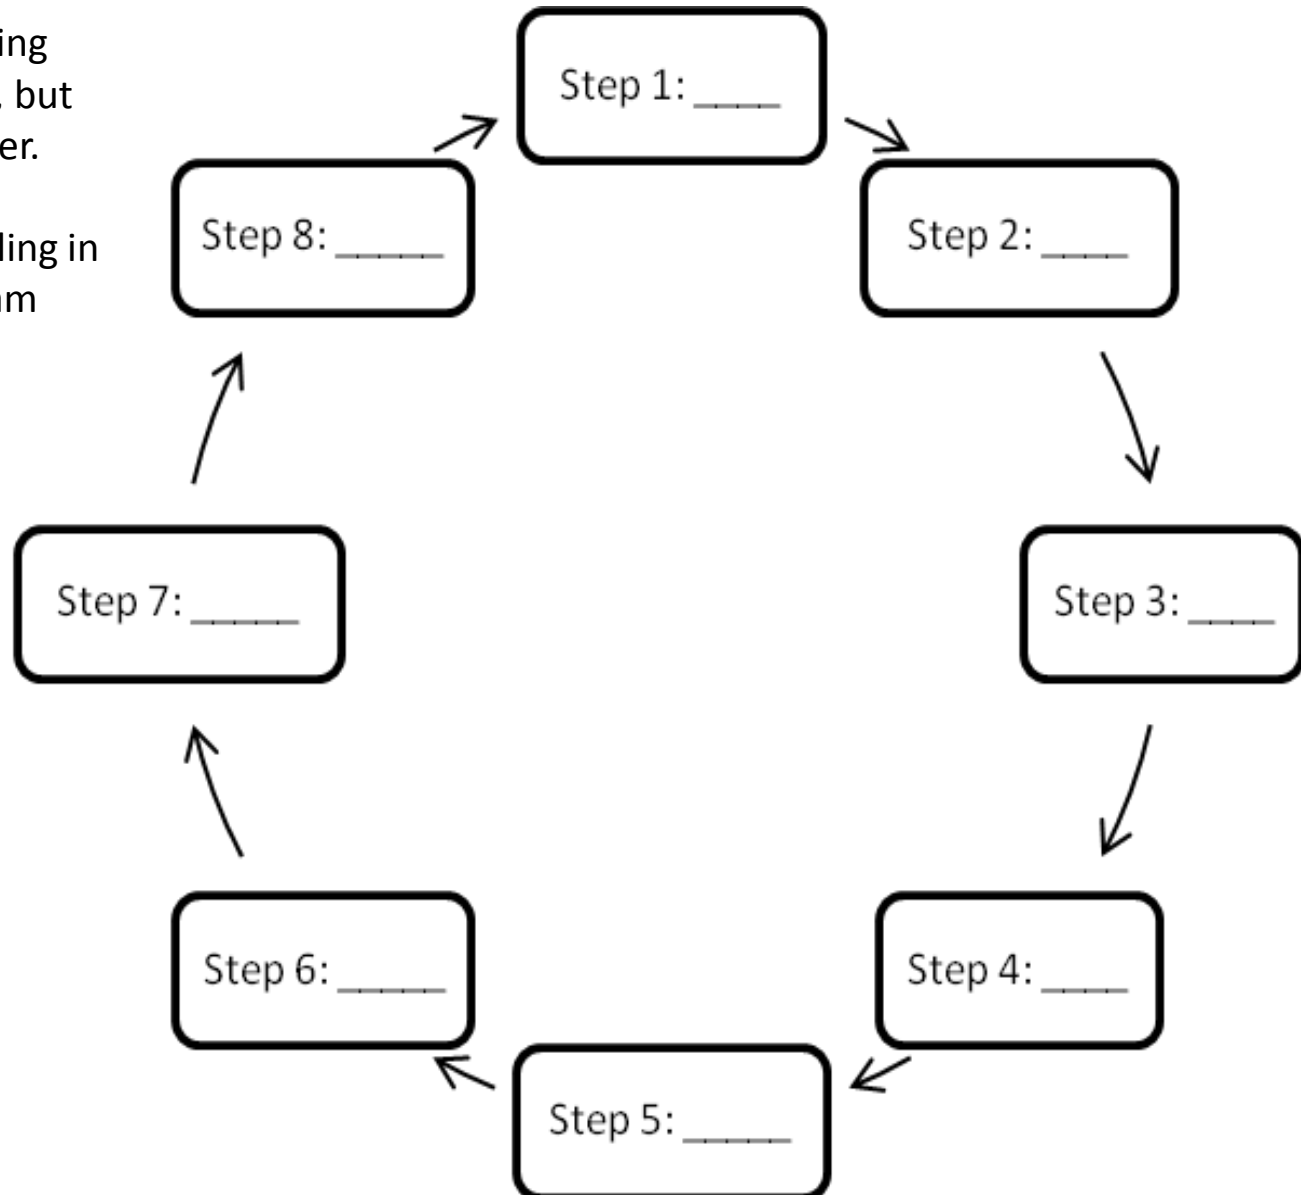 ing
, but
er.
ling in
am
Step 1: ____
Step 2: ____
Step 3: ____
Step 4: ____
Step 5: _____
Step 6: _____
Step 7: _____
Step 8: _____